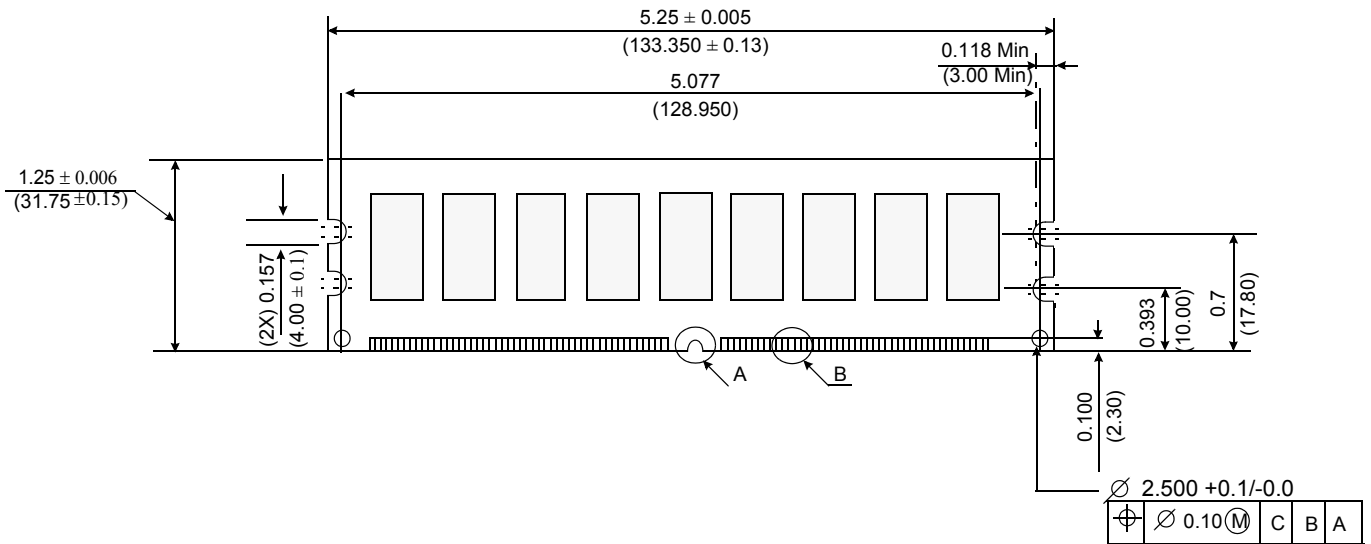 5.25 ± 0.005
(133.350 ± 0.13)
0.118 Min
(3.00 Min)
5.077
(128.950)
1.25 ± 0.006
(31.75 ±0.15)
(2X) 0.157
(4.00 ± 0.1)
0.393
(10.00)
0.7
(17.80)
A
B
0.100
(2.30)
∅ 2.500 +0.1/-0.0
⌖ ∅ 0.10 Ⓜ C B A